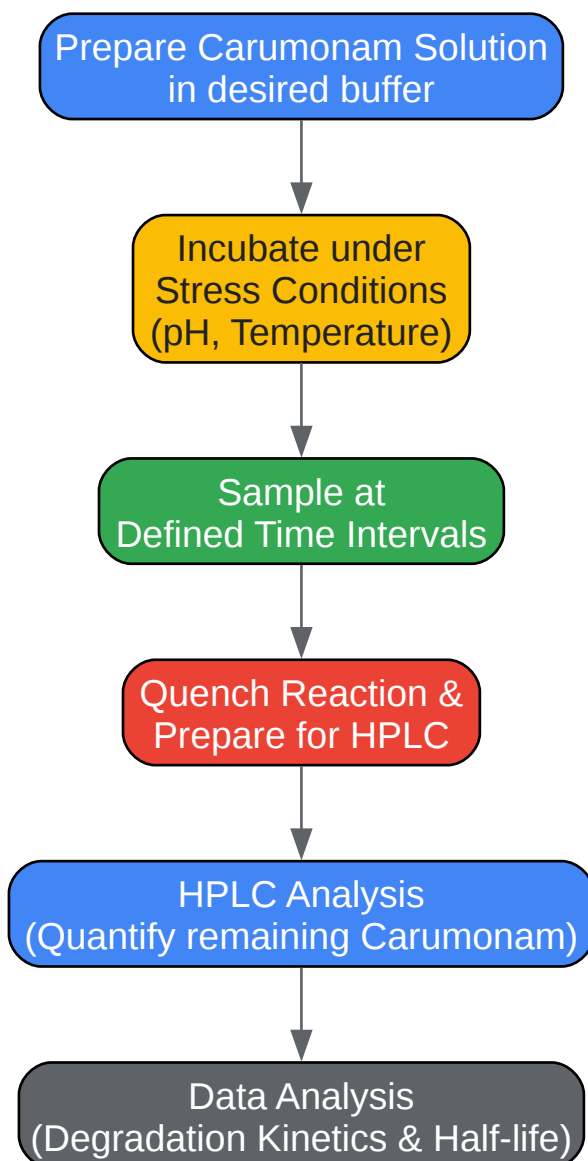 Prepare Carumonam Solution
in desired buffer
Incubate under
Stress Conditions
(pH, Temperature)
Sample at
Defined Time Intervals
Quench Reaction &
Prepare for HPLC
HPLC Analysis
(Quantify remaining Carumonam)
Data Analysis
(Degradation Kinetics & Half-life)